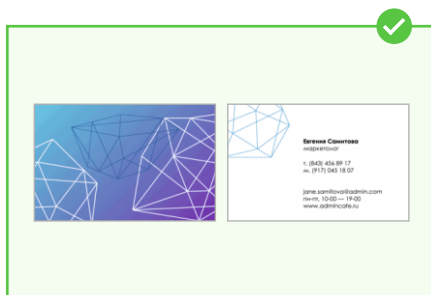 Евгения Самитова
маркетолог
т. (843) 456 89 17
м. (917) 045 18 07
jane.samitova@admin.com
пн-пт, 10-00 — 19-00
www.admincafe.ru